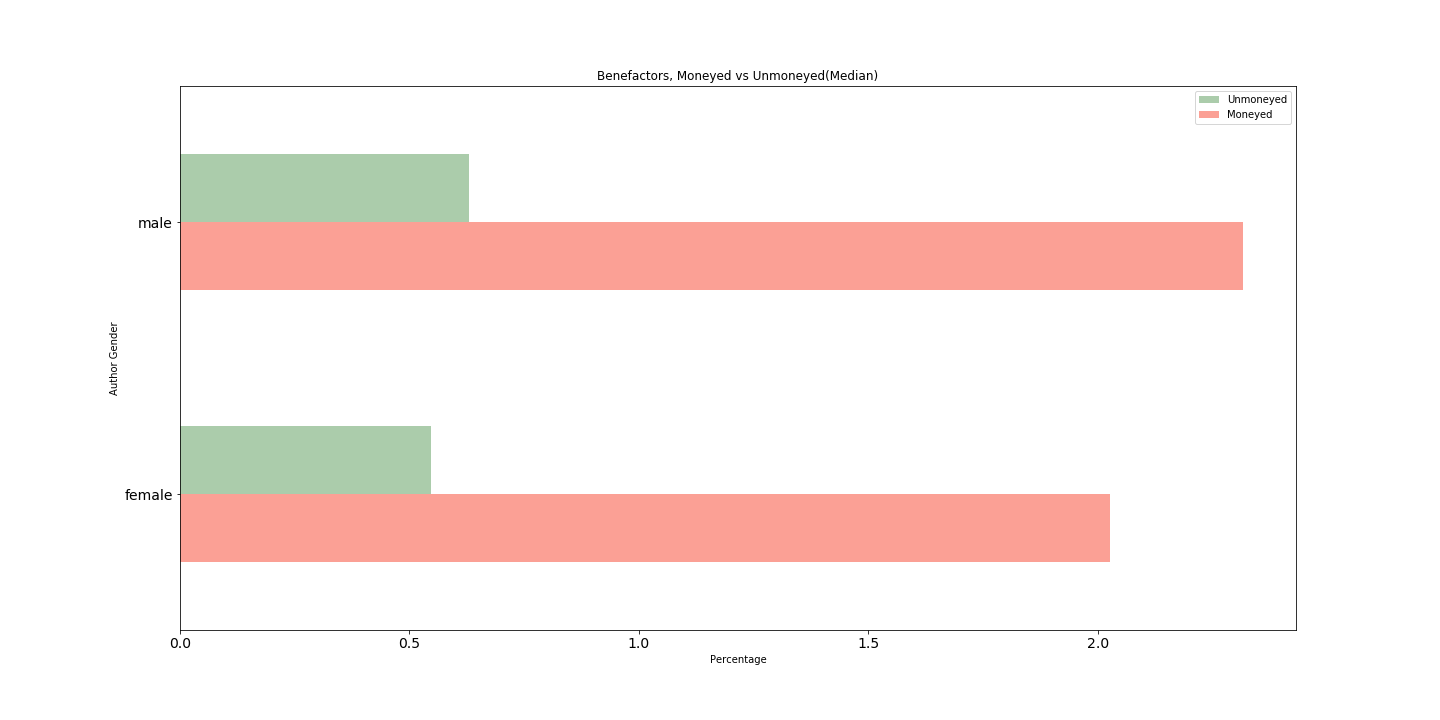 Benefactors, Moneyed vs Unmoneyed(Median)
Unmoneyed
Moneyed
male
Author Gender
female
0.0 0.5 1.0 1.5 2.0
Percentage